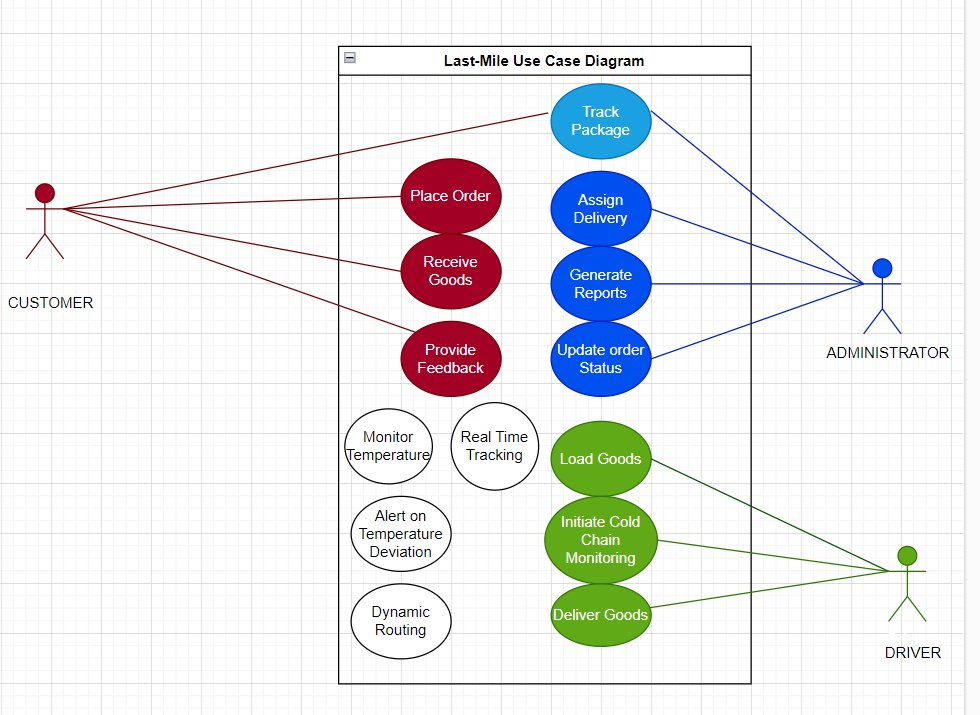 Last-Mile Use Case Diagram
Track
Package
Place Order
Assign
Delivery
Receive
Goods
Generate
Reports
CUSTOMER
Provide
Feedback
Update order
Status
ADMINISTRATOR
Monitor
Temperature
Real Time
Tracking
Load Goods
Alert on
Temperature
Deviation
Initiate Cold
Chain
Monitoring
Dynamic
Routing
Deliver Goods
DRIVER